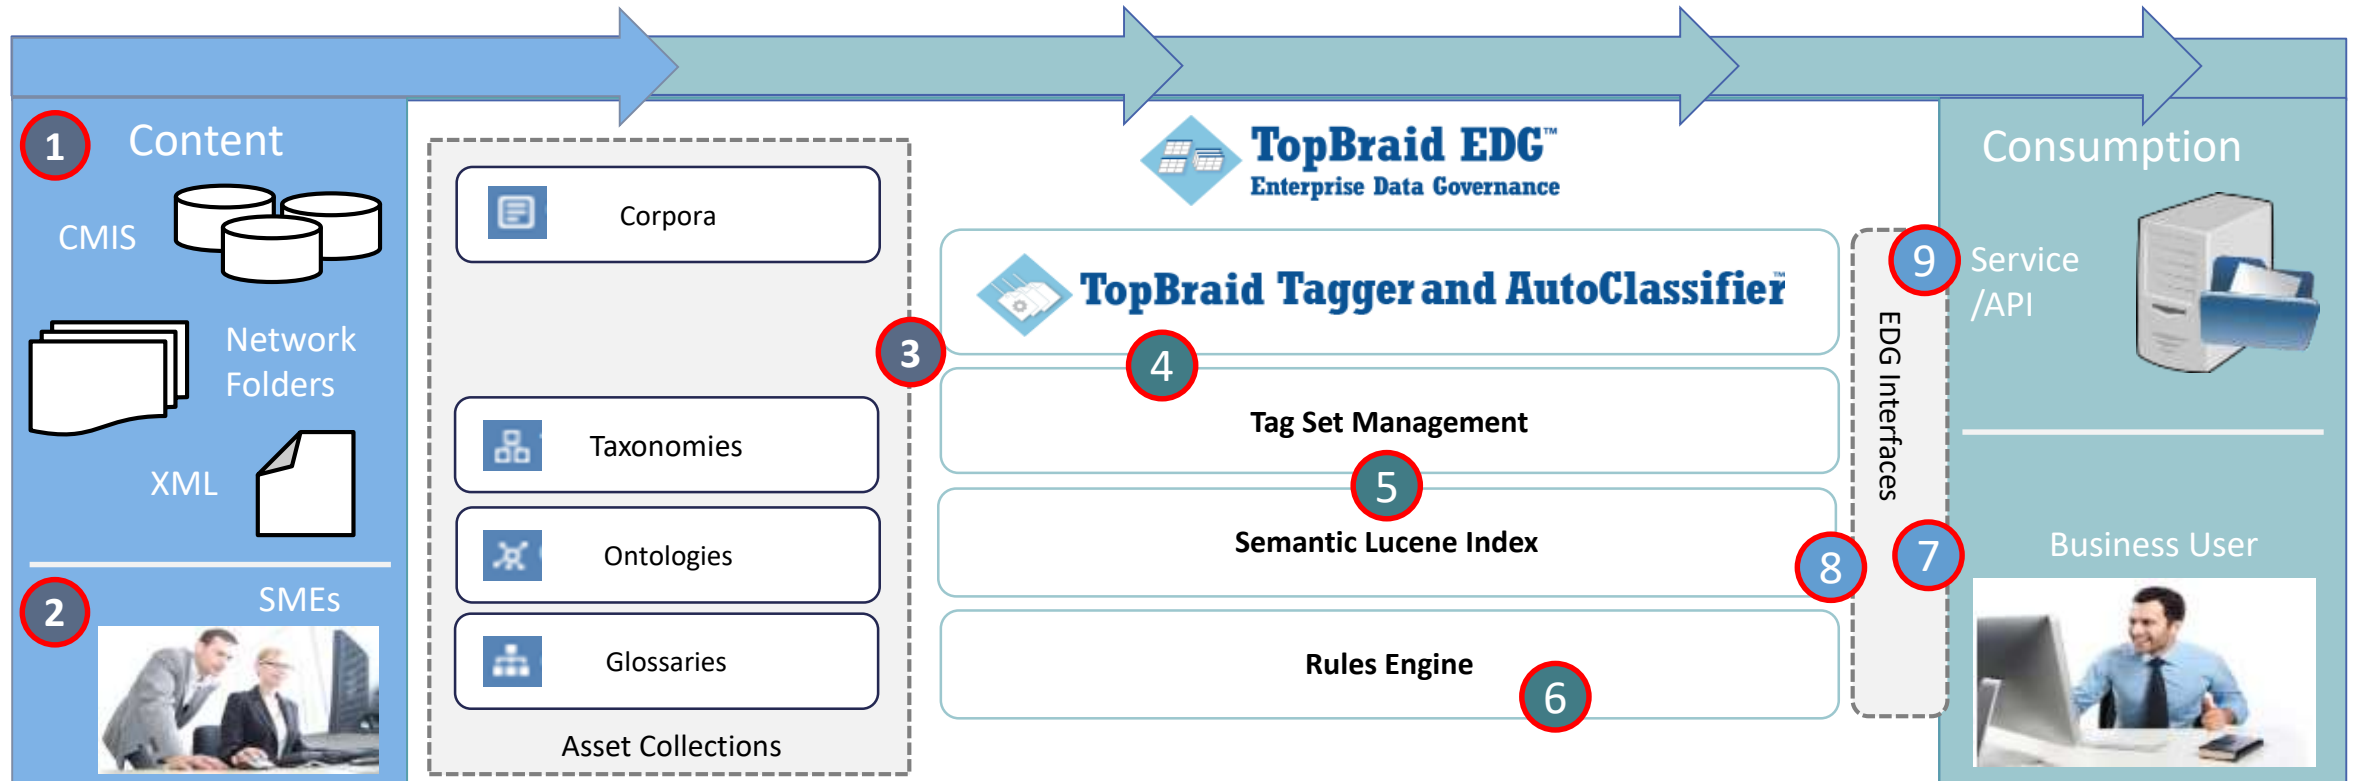 1
Content
CMIS
Network
Folders
XML
2
SMEs
Corpora
Taxonomies
Ontologies
Glossaries
Asset Collections
3
TopBraid EDG™
Enterprise Data Governance
TopBraid Tagger and AutoClassifier™
4
Tag Set Management
5
Semantic Lucene Index
8
Rules Engine
6
EDG Interfaces
Consumption
9
Service
/API
7
Business User